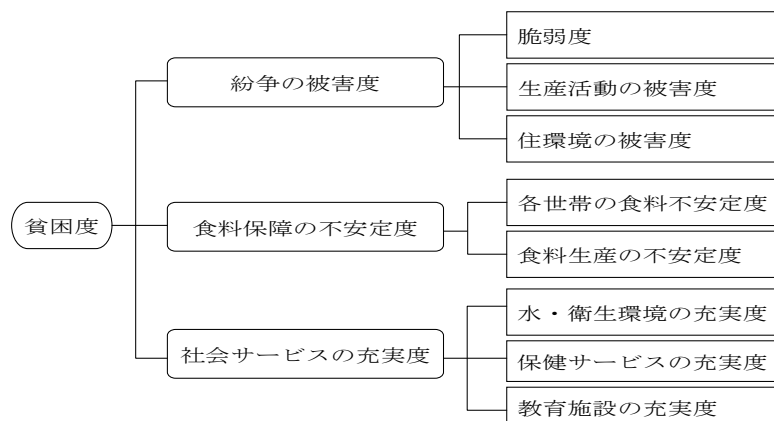 貧困度
紛争の被害度
脆弱度
生産活動の被害度
住環境の被害度
食料保障の不安定度
各世帯の食料不安定度
食料生産の不安定度
社会サービスの充実度
水・衛生環境の充実度
保健サービスの充実度
教育施設の充実度